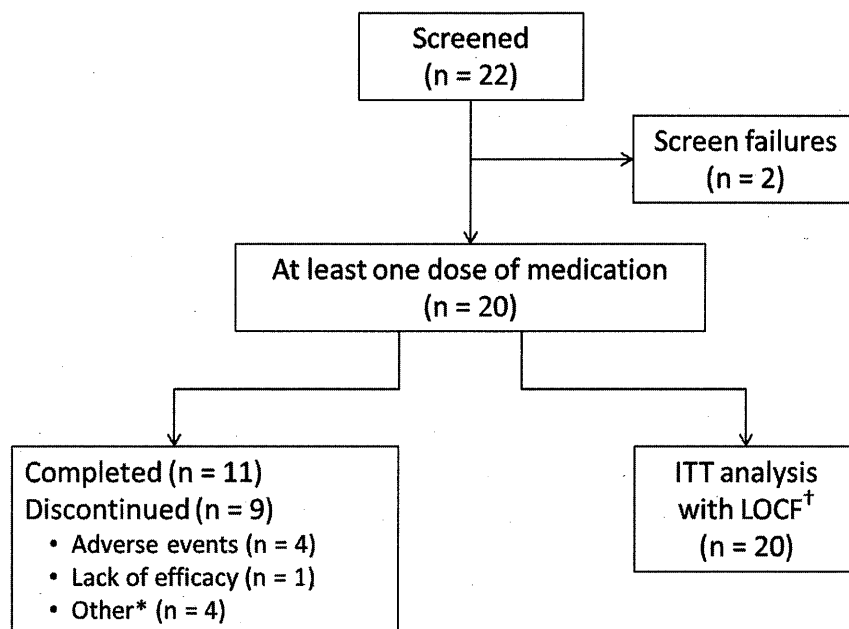 Screened
(n = 22)
Screen failures
(n = 2)
At least one dose of medication
(n = 20)
Completed (n = 11)
Discontinued (n = 9)
• Adverse events (n = 4)
• Lack of efficacy (n = 1)
• Other* (n = 4)
ITT analysis
with LOCF†
(n = 20)